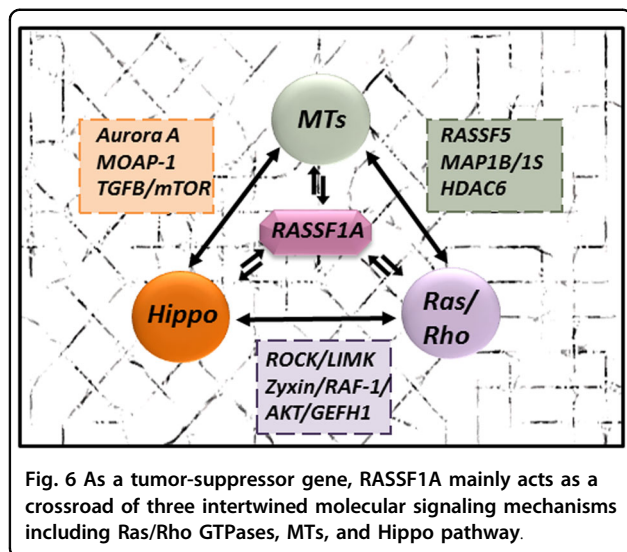 MTs
Aurora A
MOAP-1
TGFB/mTOR
RASSF5
MAP1B/1S
HDAC6
RASSF1A
Hippo
Ras/
Rho
ROCK/LIMK
Zyxin/RAF-1/
AKT/GEFH1
Fig. 6 As a tumor-suppressor gene, RASSF1A mainly acts as a
crossroad of three intertwined molecular signaling mechanisms
including Ras/Rho GTPases, MTs, and Hippo pathway.